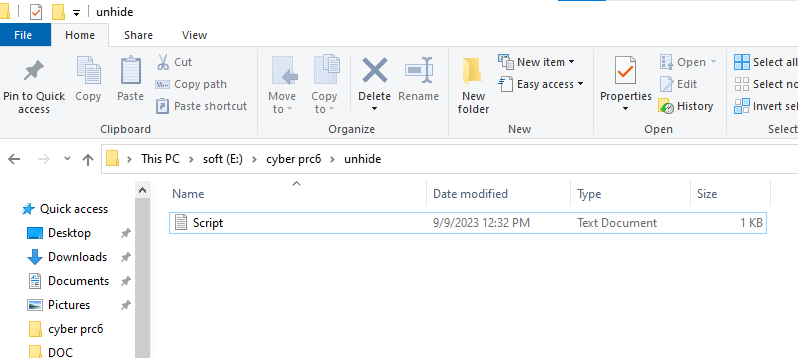 unhide
File Home Share View
Pin to Quick access
Copy
Paste
Cut
Copy path
Paste shortcut
Clipboard
Move to
Copy to
Delete
Rename
Organize
New folder
New item
Easy access
New
Properties
Open
Edit
History
Open
Select all
Select no
Invert sel
Select
This PC soft (E:) cyber prc6 unhide
Name Date modified Type Size
Script 9/9/2023 12:32 PM Text Document 1 KB
Quick access
Desktop
Downloads
Documents
Pictures
cyber prc6
DOC